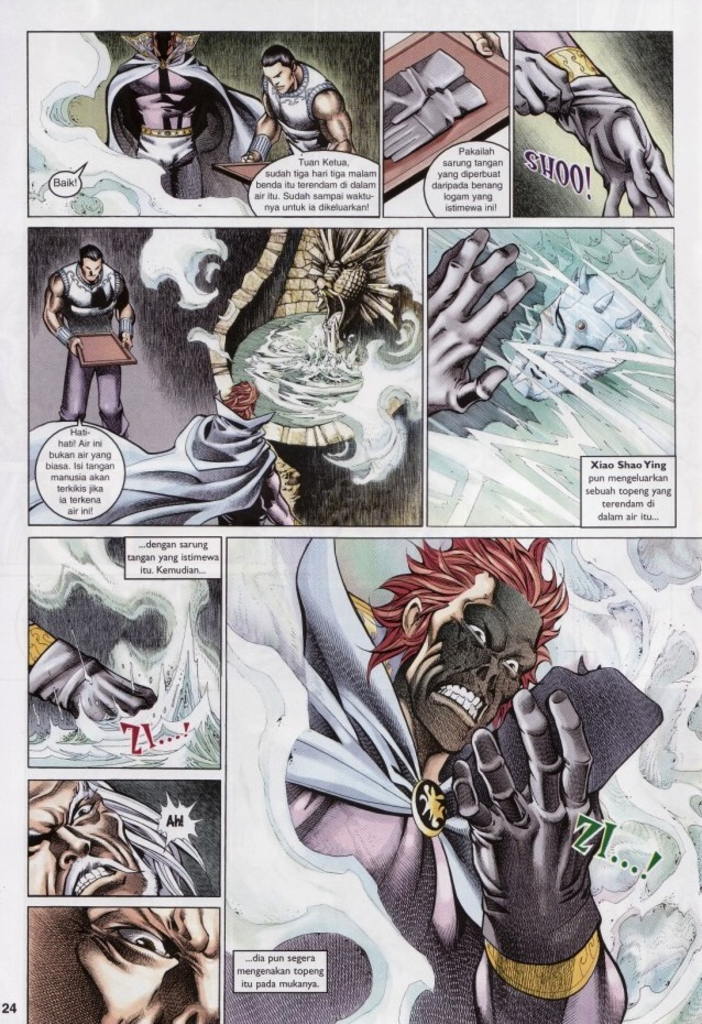 Baik!
Tuan Ketua,
sudah tiga hari tiga malam
benda itu terendam di dalam
air itu. Sudah sampai waktu-
nya untuk ia dikeluarkan!
Pakailah
sarung tangan
yang diperbuat
daripada benang
logam yang
istimewa ini!
SHOO!
Hati-
hati! Air ini
bukan air yang
biasa. Isi tangan
manusia akan
terkikis jika
ia terkena
air ini!
Xiao Shao Ying
pun mengeluarkan
sebuah topeng yang
terendam di
dalam air itu...
...dengan sarung
tangan yang istimewa
itu. Kemudian...
ZI....!
Ah!
ZI....!
...dia pun segera
mengenakan topeng
itu pada mukanya.
24